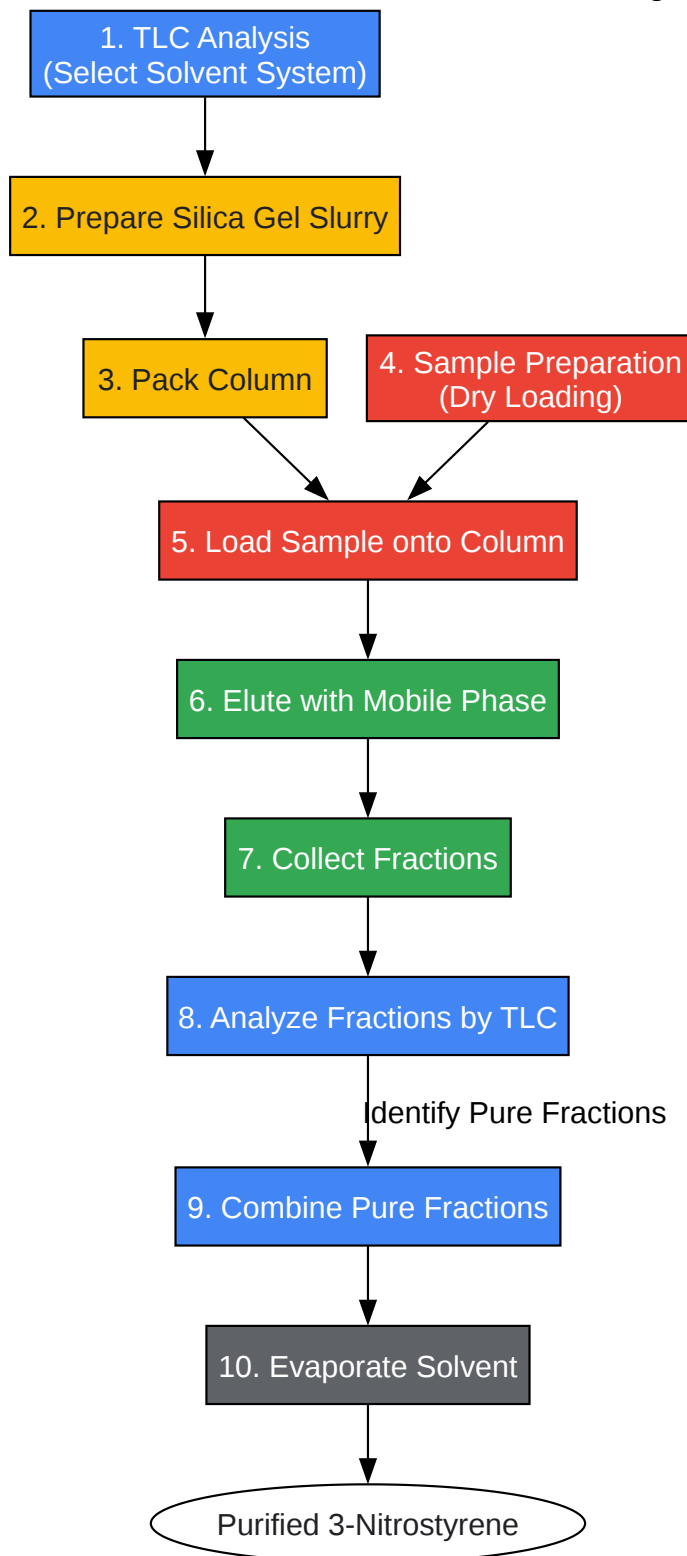 1. TLC Analysis
(Select Solvent System)
2. Prepare Silica Gel Slurry
3. Pack Column
4. Sample Preparation
(Dry Loading)
5. Load Sample onto Column
6. Elute with Mobile Phase
7. Collect Fractions
8. Analyze Fractions by TLC
Identify Pure Fractions
9. Combine Pure Fractions
10. Evaporate Solvent
Purified 3-Nitrostyrene